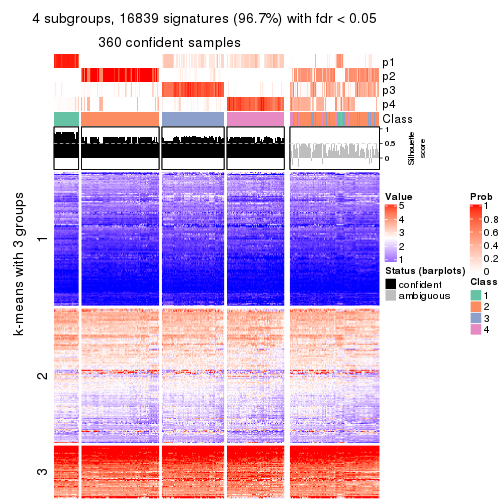 4 subgroups, 16839 signatures (96.7%) with fdr < 0.05
360 confident samples
p1
p2
p3
p4
Class
1
0.5
0
Silhouette
score
k-means with 3 groups
1
2
3
Value
5
4
3
2
1
Status (barplots)
confident
ambiguous
Prob
1
0.8
0.6
0.4
0.2
0
Class
1
2
3
4